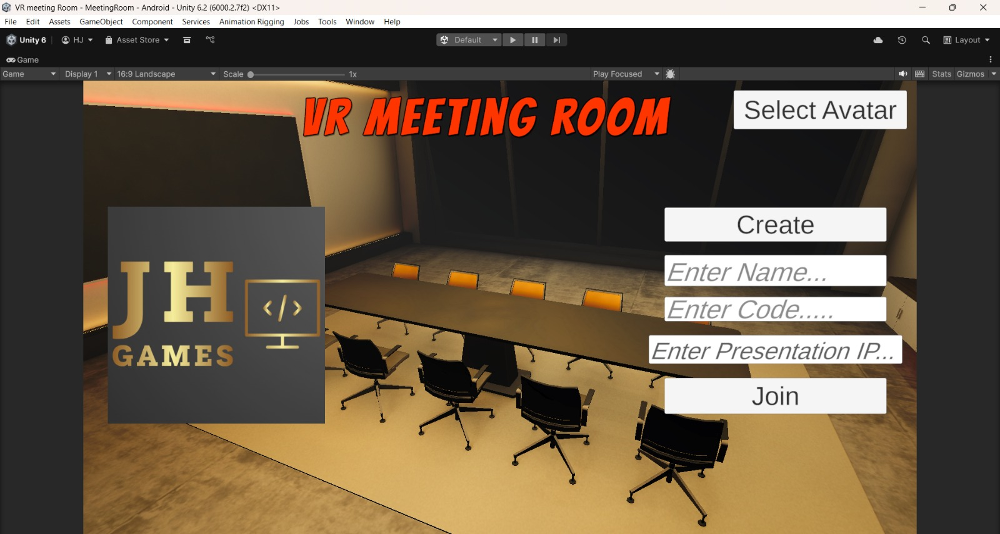 VR meeting Room - MeetingRoom - Android - Unity 6.2 (6000.2.7f2) <DX11>
File Edit Assets GameObject Component Services Animation Rigging Jobs Tools Window Help
Unity 6 HJ Asset Store Default Layout
Game
Game Display 1 16:9 Landscape Scale 1x Play Focused Stats Gizmos
VR MEETING ROOM
Select Avatar
JH
</>
GAMES
Create
Enter Name...
Enter Code.....
Enter Presentation IP...
Join